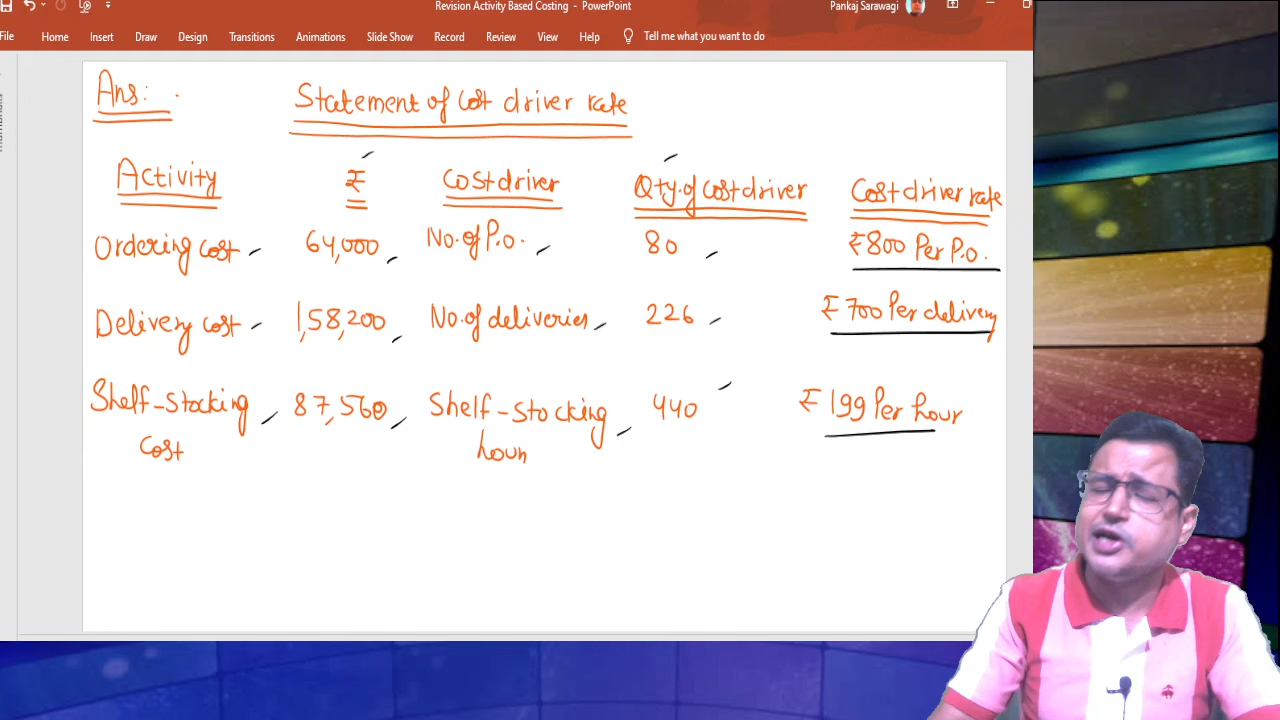 Revision Activity Based Costing - PowerPoint
Pankaj Sarawagi
File Home Insert Draw Design Transitions Animations Slide Show Record Review View Help Tell me what you want to do
Ans:
Statement of Cost driver rate
Activity ₹ Cost driver Qty. of cost driver Cost driver rate
Ordering cost 64,000 No. of P.O. 80 ₹800 Per P.O.
Delivery cost 1,58,200 No. of deliveries 226 ₹700 Per delivery
Shelf-Stocking 87,560 Shelf-Stocking 440 ₹199 Per hour
Cost hour